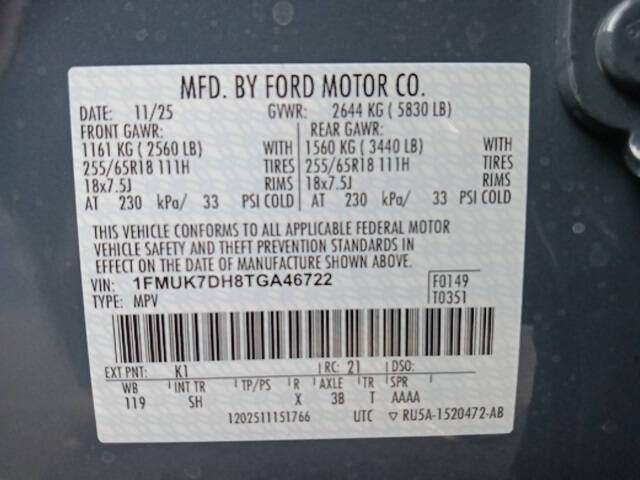 MFD. BY FORD MOTOR CO.
DATE: 11/25 GVWR: 2644 KG ( 5830 LB)
FRONT GAWR: REAR GAWR:
1161 KG ( 2560 LB) WITH 1560 KG ( 3440 LB) WITH
255/65R18 111H TIRES 255/65R18 111H TIRES
18x7.5J RIMS 18x7.5J RIMS
AT 230 kPa/ 33 PSI COLD AT 230 kPa/ 33 PSI COLD
THIS VEHICLE CONFORMS TO ALL APPLICABLE FEDERAL MOTOR
VEHICLE SAFETY AND THEFT PREVENTION STANDARDS IN
EFFECT ON THE DATE OF MANUFACTURE SHOWN ABOVE.
VIN: 1FMUK7DH8TGA46722 F0149
TYPE: MPV T0351
EXT PNT: K1 RC: 21 DSO:
WB INT TR TP/PS R AXLE TR SPR
119 SH X 3B T AAAA
1202511151766 UTC ▽ RU5A-1520472-AB